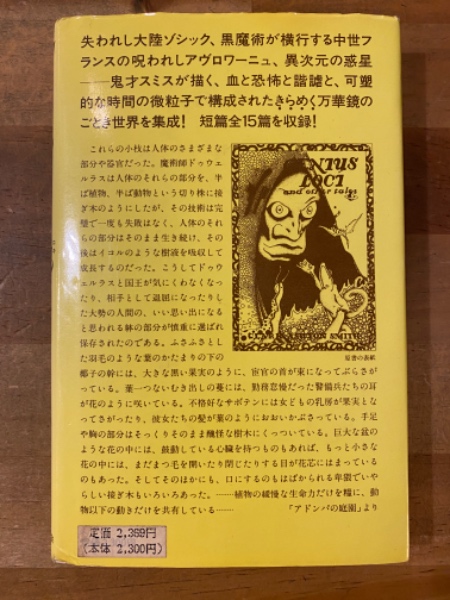 失われし大陸ゾシック、黒魔術が横行する中世フ
ランスの呪われしアヴロワーニュ、異次元の惑星
――鬼才スミスが描く、血と恐怖と諧謔と、可塑
的な時間の微粒子で構成されたきらめく万華鏡の
ごとき世界を集成! 短篇全15篇を収録!
これらの小枝は人体のさまざまな
部分や器官だった。魔術師ドゥウェ
ルラスは人体のそれらの部分を、半
ば植物、半ば動物という切り株に接
ぎ木のようにしたが、その技術は完
璧で一度も失敗はなく、人体のそれ
らの部分はそのまま生き続け、その
後はイコルのような樹液を吸収して
成長するのだった。こうしてドゥウ
ェルラスと国王が気にくわなくなっ
たり、相手として退屈になったりし
た大勢の人間の、いい思い出になる
と思われる躰の部分が慎重に選ばれ
保存されたのである。ふさふさとし
た羽毛のような葉のかたまりの下の
椰子の幹には、大きな黒い果実のように、宦官の首が束になってぶらさが
っている。葉一つないむき出しの蔓には、勤務怠慢だった警備兵たちの耳
が花のように咲いている。不格好なサボテンには女どもの乳房が果実とな
ってさがったり、彼女たちの髪が葉のようにおおいかぶさっている。手足
や胸の部分はそっくりそのまま醜怪な樹木にくっついている。巨大な盆の
ような花の中には、鼓動している心臓を待つものもあれば、もっと小さな
花の中には、まだまつ毛を開いたり閉じたりする目が花芯にはまっている
のもあった。そしてそのほかにも、口にするのもはばかられる卑猥でいや
らしい接ぎ木もいろいろあった。――植物の緩慢な生命力だけを糧に、動
物以下の動きだけを共有している……
「アドンパの庭園」より
GENIUS
LOCI
and other tales
CLARK ASHTON SMITH
原書の表紙
定価 2,369円
(本体 2,300円)